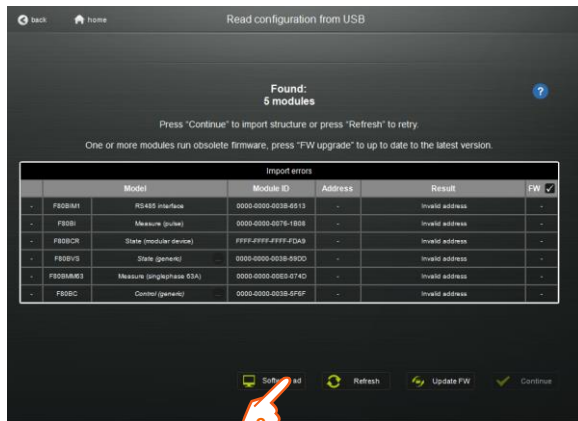 back home Read configuration from USB
Found:
5 modules
?
Press "Continue" to import structure or press "Refresh" to retry.
One or more modules run obsolete firmware, press "FW upgrade" to up to date to the latest version.
Import errors
Model Module ID Address Result FW
- F80BIM1 RS485 interface 0000-0000-003B-6513 - Invalid address -
- F80BI Measure (pulse) 0000-0000-0076-1B08 - Invalid address -
- F80BCR State (modular device) FFFF-FFFF-FFFF-FDA9 - Invalid address -
- F80BVS State (generic) ... 0000-0000-003B-59DD - Invalid address -
- F80BMM63 Measure (singlephase 63A) 0000-0000-00E0-074D - Invalid address -
- F80BC Control (generic) ... 0000-0000-003B-5F6F - Invalid address -
Refresh Update FW Continue